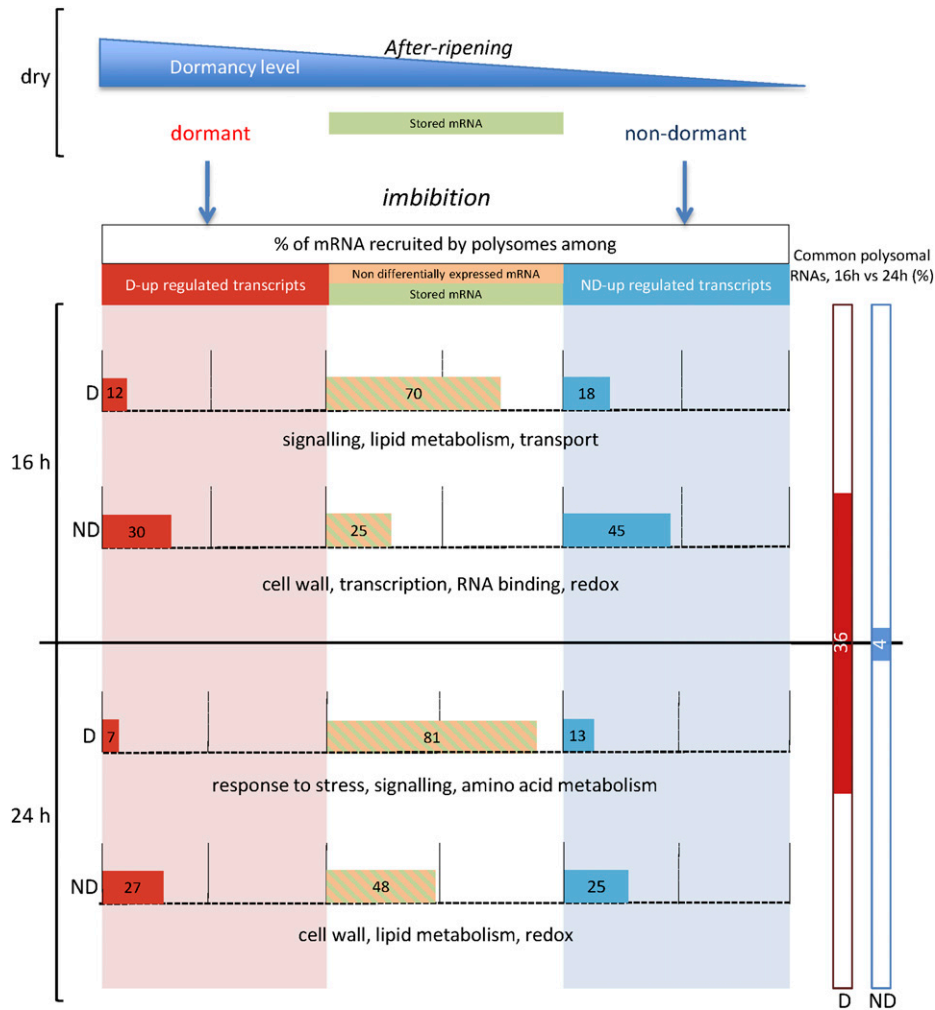 After-ripening
dry
Dormancy level
Stored mRNA
dormant
non-dormant
imbibition
% of mRNA recruited by polysomes among
Common polysomal
RNAs, 16h vs 24h (%)
D-up regulated transcripts
Non differentially expressed mRNA
Stored mRNA
ND-up regulated transcripts
D
12
70
18
signalling, lipid metabolism, transport
16 h
ND
30
25
45
cell wall, transcription, RNA binding, redox
36
4
D
7
81
13
response to stress, signalling, amino acid metabolism
24 h
ND
27
48
25
cell wall, lipid metabolism, redox
D
ND